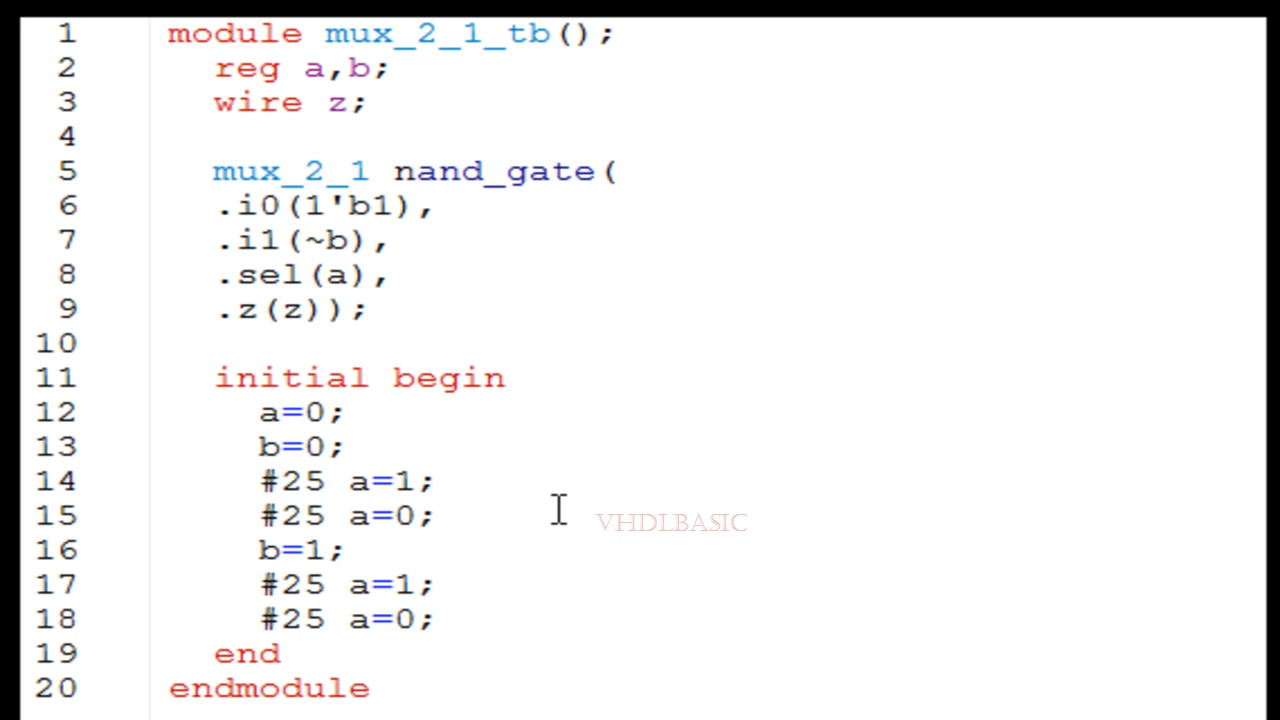 1 module mux_2_1_tb();
2 reg a,b;
3 wire z;
4
5 mux_2_1 nand_gate(
6 .i0(1'b1),
7 .i1(~b),
8 .sel(a),
9 .z(z));
10
11 initial begin
12 a=0;
13 b=0;
14 #25 a=1;
15 #25 a=0;
VHDLBASIC
16 b=1;
17 #25 a=1;
18 #25 a=0;
19 end
20 endmodule